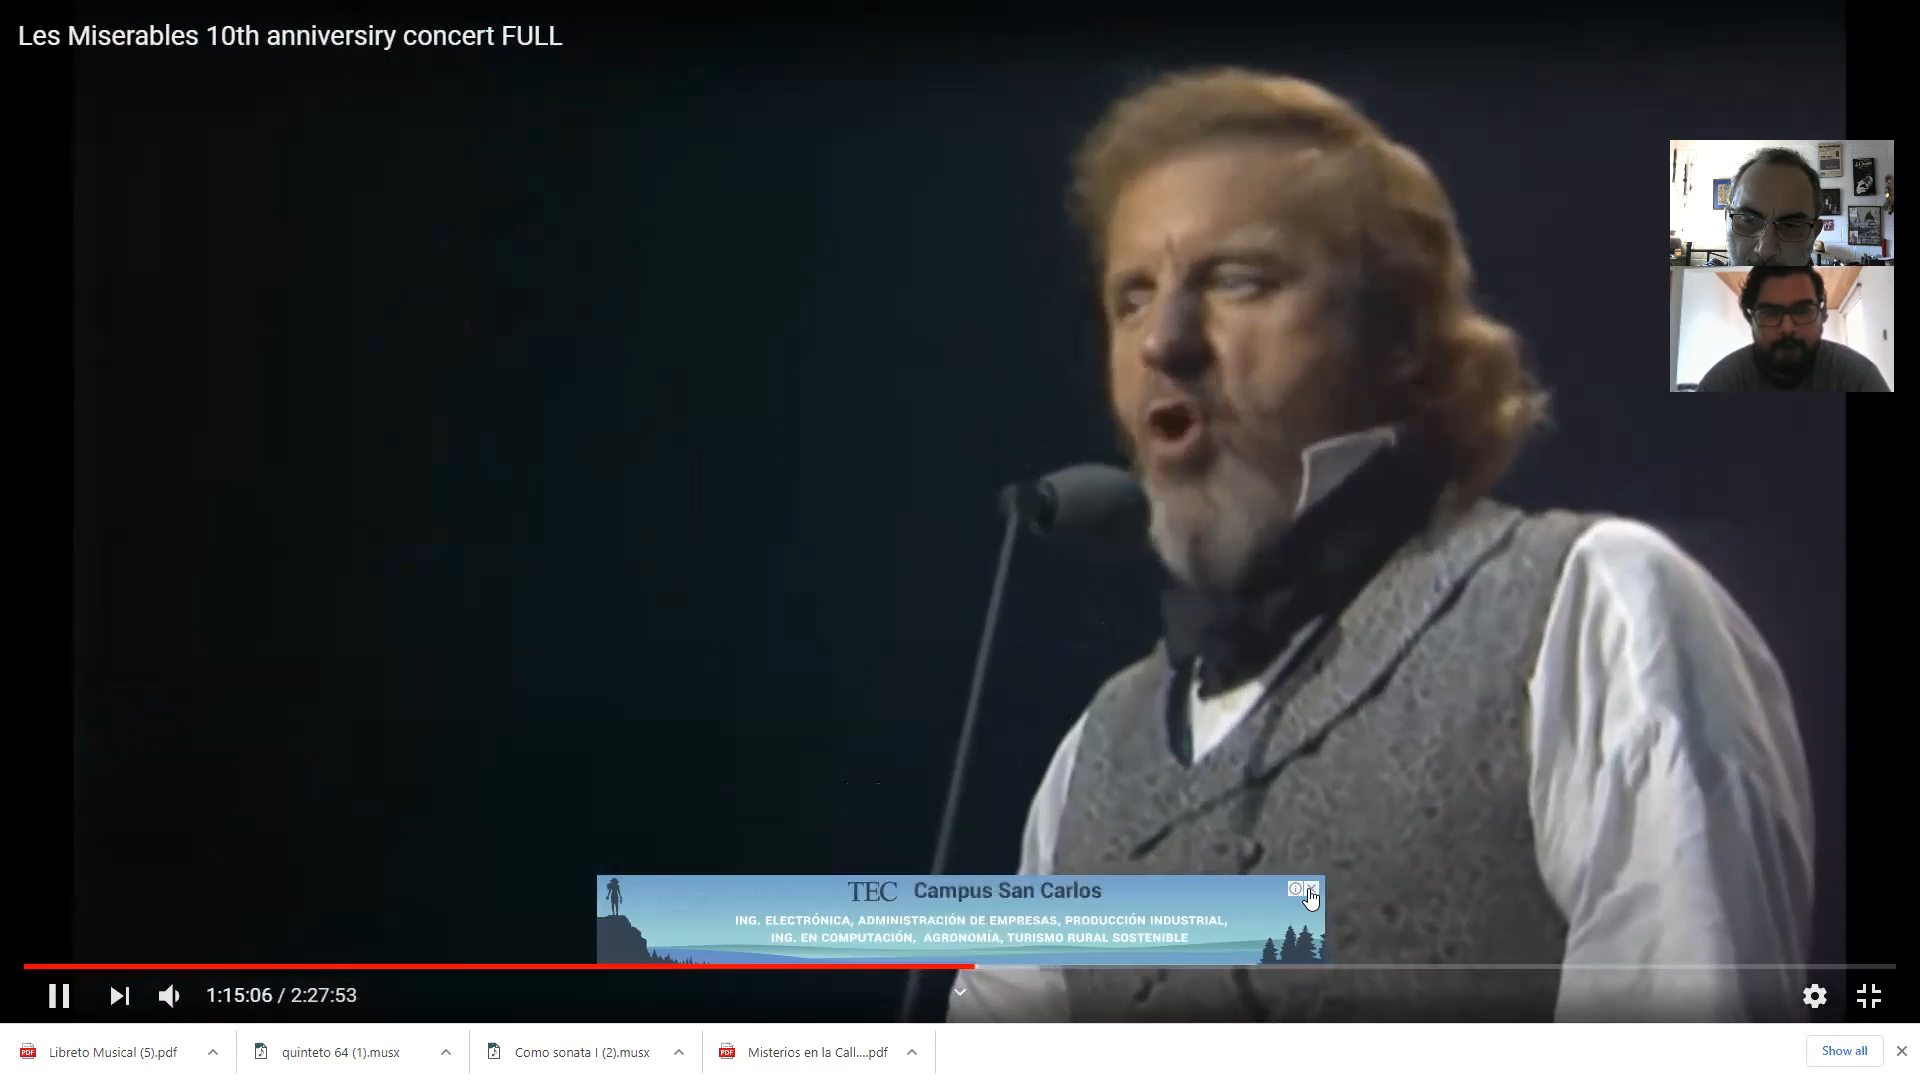 Les Miserables 10th anniversiry concert FULL
TEC Campus San Carlos
ING. ELECTRÓNICA, ADMINISTRACIÓN DE EMPRESAS, PRODUCCIÓN INDUSTRIAL,
ING. EN COMPUTACIÓN, AGRONOMÍA, TURISMO RURAL SOSTENIBLE
1:15:06 / 2:27:53
Libreto Musical (5).pdf
quinteto 64 (1).musx
Como sonata I (2).musx
Misterios en la Call....pdf
Show all